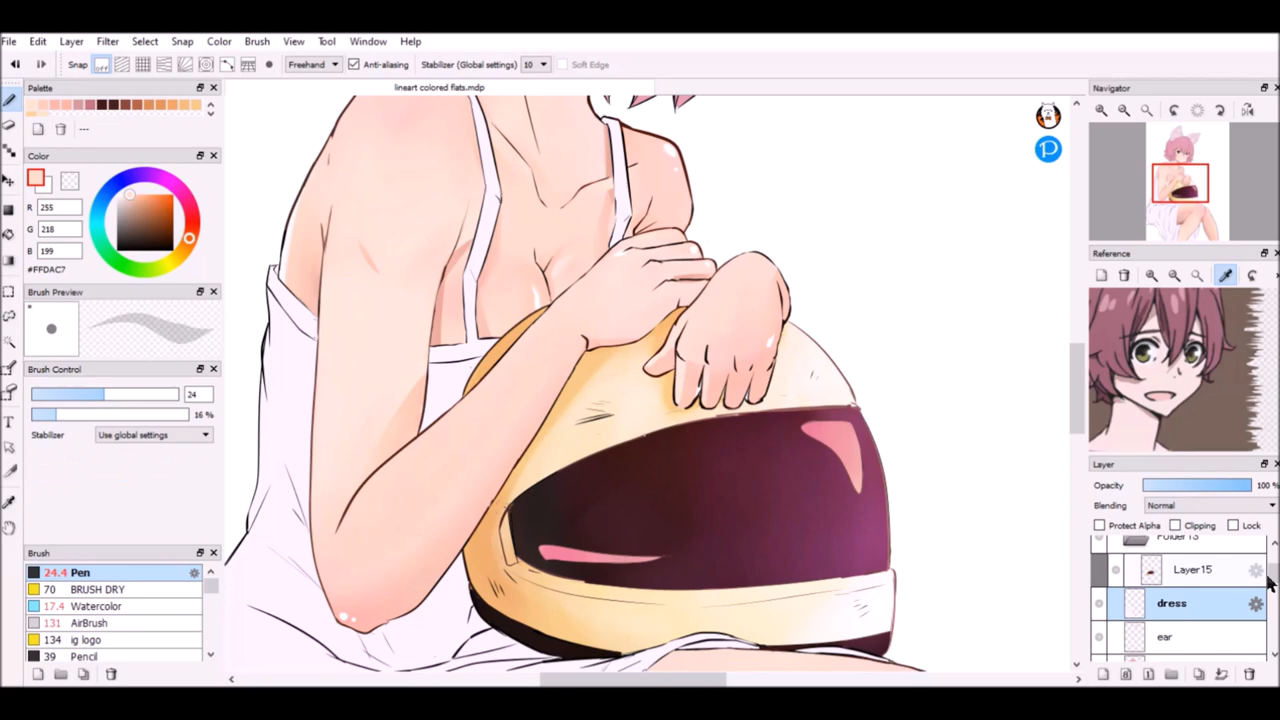 File Edit Layer Filter Select Snap Color Brush View Tool Window Help
Snap off Freehand Anti-aliasing Stabilizer (Global settings) 10 Soft Edge
Palette
lineart colored flats.mdp
Navigator
---
Color
R 255
G 218
B 199
#FFDAC7
Reference
Brush Preview
Brush Control
24
16 %
Stabilizer Use global settings
Layer
Opacity 100 %
Blending Normal
Protect Alpha Clipping Lock
Folder13
Layer15
dress
ear
Brush
24.4 Pen
70 BRUSH DRY
17.4 Watercolor
131 AirBrush
134 ig logo
39 Pencil